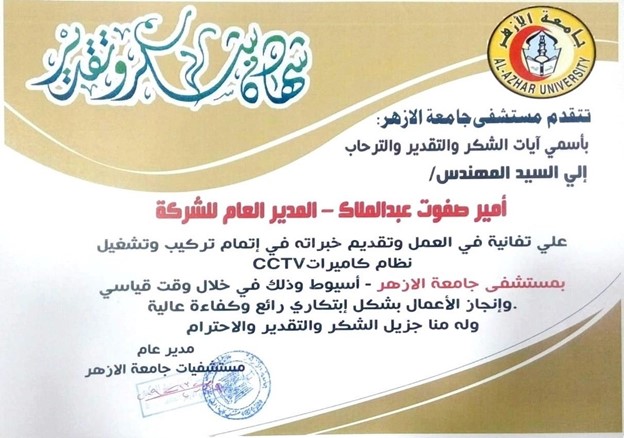 شهادة شكر وتقدير
جامعة الأزهر
AL-AZHAR UNIVERSITY
تتقدم مستشفى جامعة الازهر:
بأسمي آيات الشكر والتقدير والترحاب
إلي السيد المهندس/
أمير صفوت عبدالملاك – المدير العام للشركة
علي تفانية في العمل وتقديم خبراته في إتمام تركيب وتشغيل
نظام كاميرات CCTV
بمستشفى جامعة الازهر - أسيوط وذلك في خلال وقت قياسي
وإنجاز الأعمال بشكل إبتكاري رائع وكفاءة عالية.
وله منا جزيل الشكر والتقدير والاحترام
مدير عام
مستشفيات جامعة الازهر